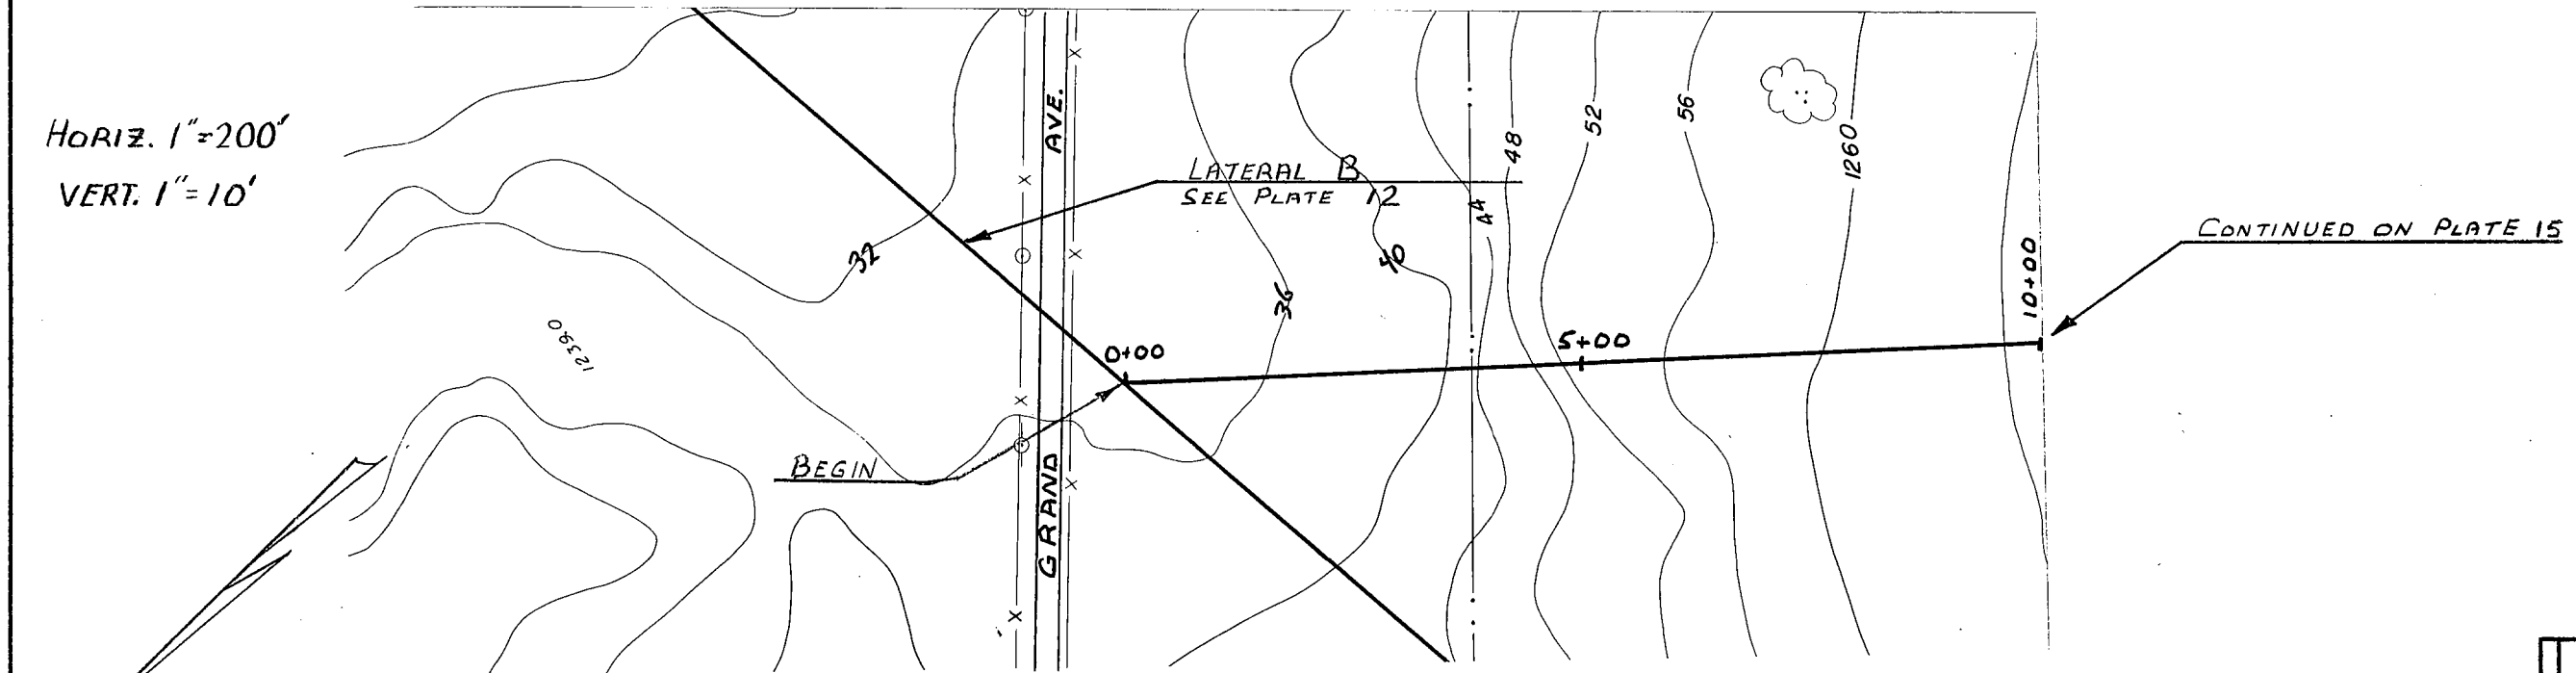 HORIZ. 1"=200'
VERT. 1"=10'
GRAND AVE.
LATERAL B
SEE PLATE 12
CONTINUED ON PLATE 15
BEGIN
0+00
5+00
10+00
32
36
40
44
48
52
56
1260